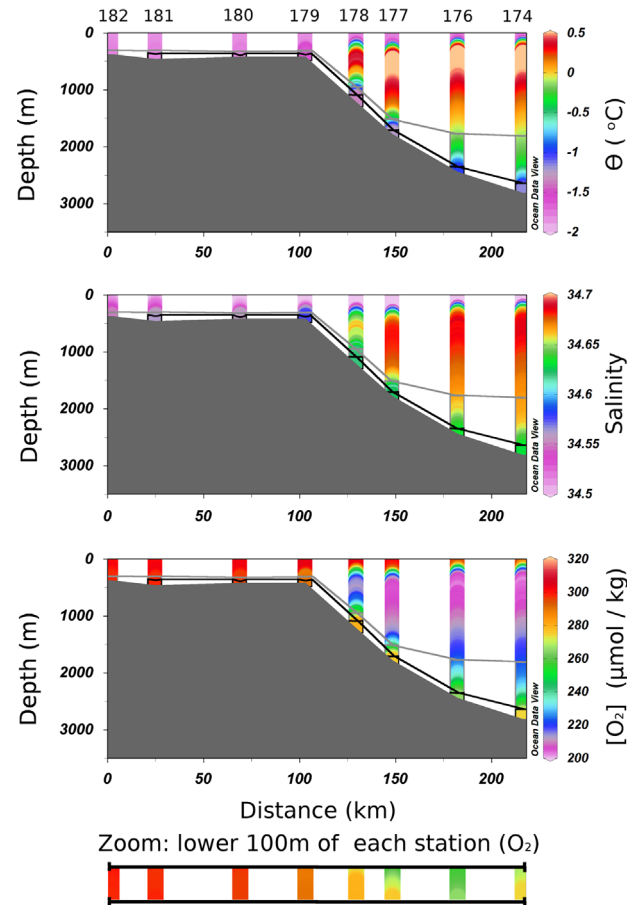 182 181 180 179 178 177 176 174
0
1000
2000
3000
Depth (m)
0 50 100 150 200
Ocean Data View
0.5
0
-0.5
-1
-1.5
-2
Θ ( °C)
0
1000
2000
3000
Depth (m)
0 50 100 150 200
Ocean Data View
34.7
34.65
34.6
34.55
34.5
Salinity
0
1000
2000
3000
Depth (m)
0 50 100 150 200
Ocean Data View
320
300
280
260
240
220
200
[O₂] (μmol / kg)
Distance (km)
Zoom: lower 100m of each station (O₂)